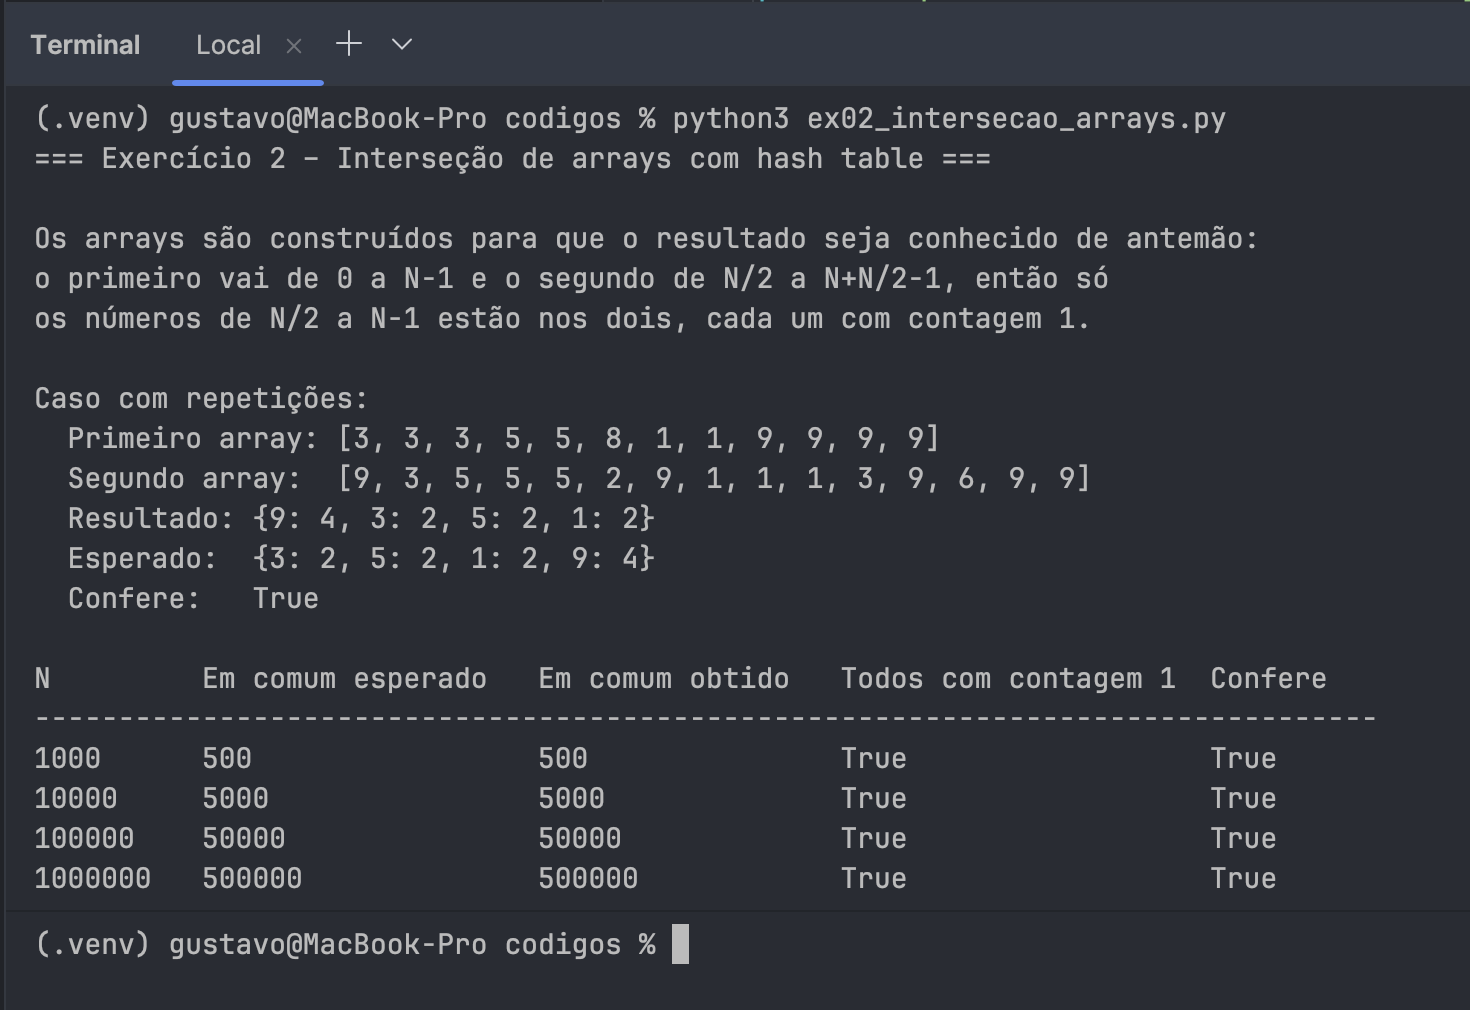 Terminal Local
(.venv) gustavo@MacBook-Pro codigos % python3 ex02_intersecao_arrays.py
=== Exercício 2 - Interseção de arrays com hash table ===
Os arrays são construídos para que o resultado seja conhecido de antemão:
o primeiro vai de 0 a N-1 e o segundo de N/2 a N+N/2-1, então só
os números de N/2 a N-1 estão nos dois, cada um com contagem 1.
Caso com repetições:
Primeiro array: [3, 3, 3, 5, 5, 8, 1, 1, 9, 9, 9, 9]
Segundo array: [9, 3, 5, 5, 5, 2, 9, 1, 1, 1, 3, 9, 6, 9, 9]
Resultado: {9: 4, 3: 2, 5: 2, 1: 2}
Esperado: {3: 2, 5: 2, 1: 2, 9: 4}
Confere: True
N Em comum esperado Em comum obtido Todos com contagem 1 Confere
--------------------------------------------------------------------------------
1000 500 500 True True
10000 5000 5000 True True
100000 50000 50000 True True
1000000 500000 500000 True True
(.venv) gustavo@MacBook-Pro codigos %